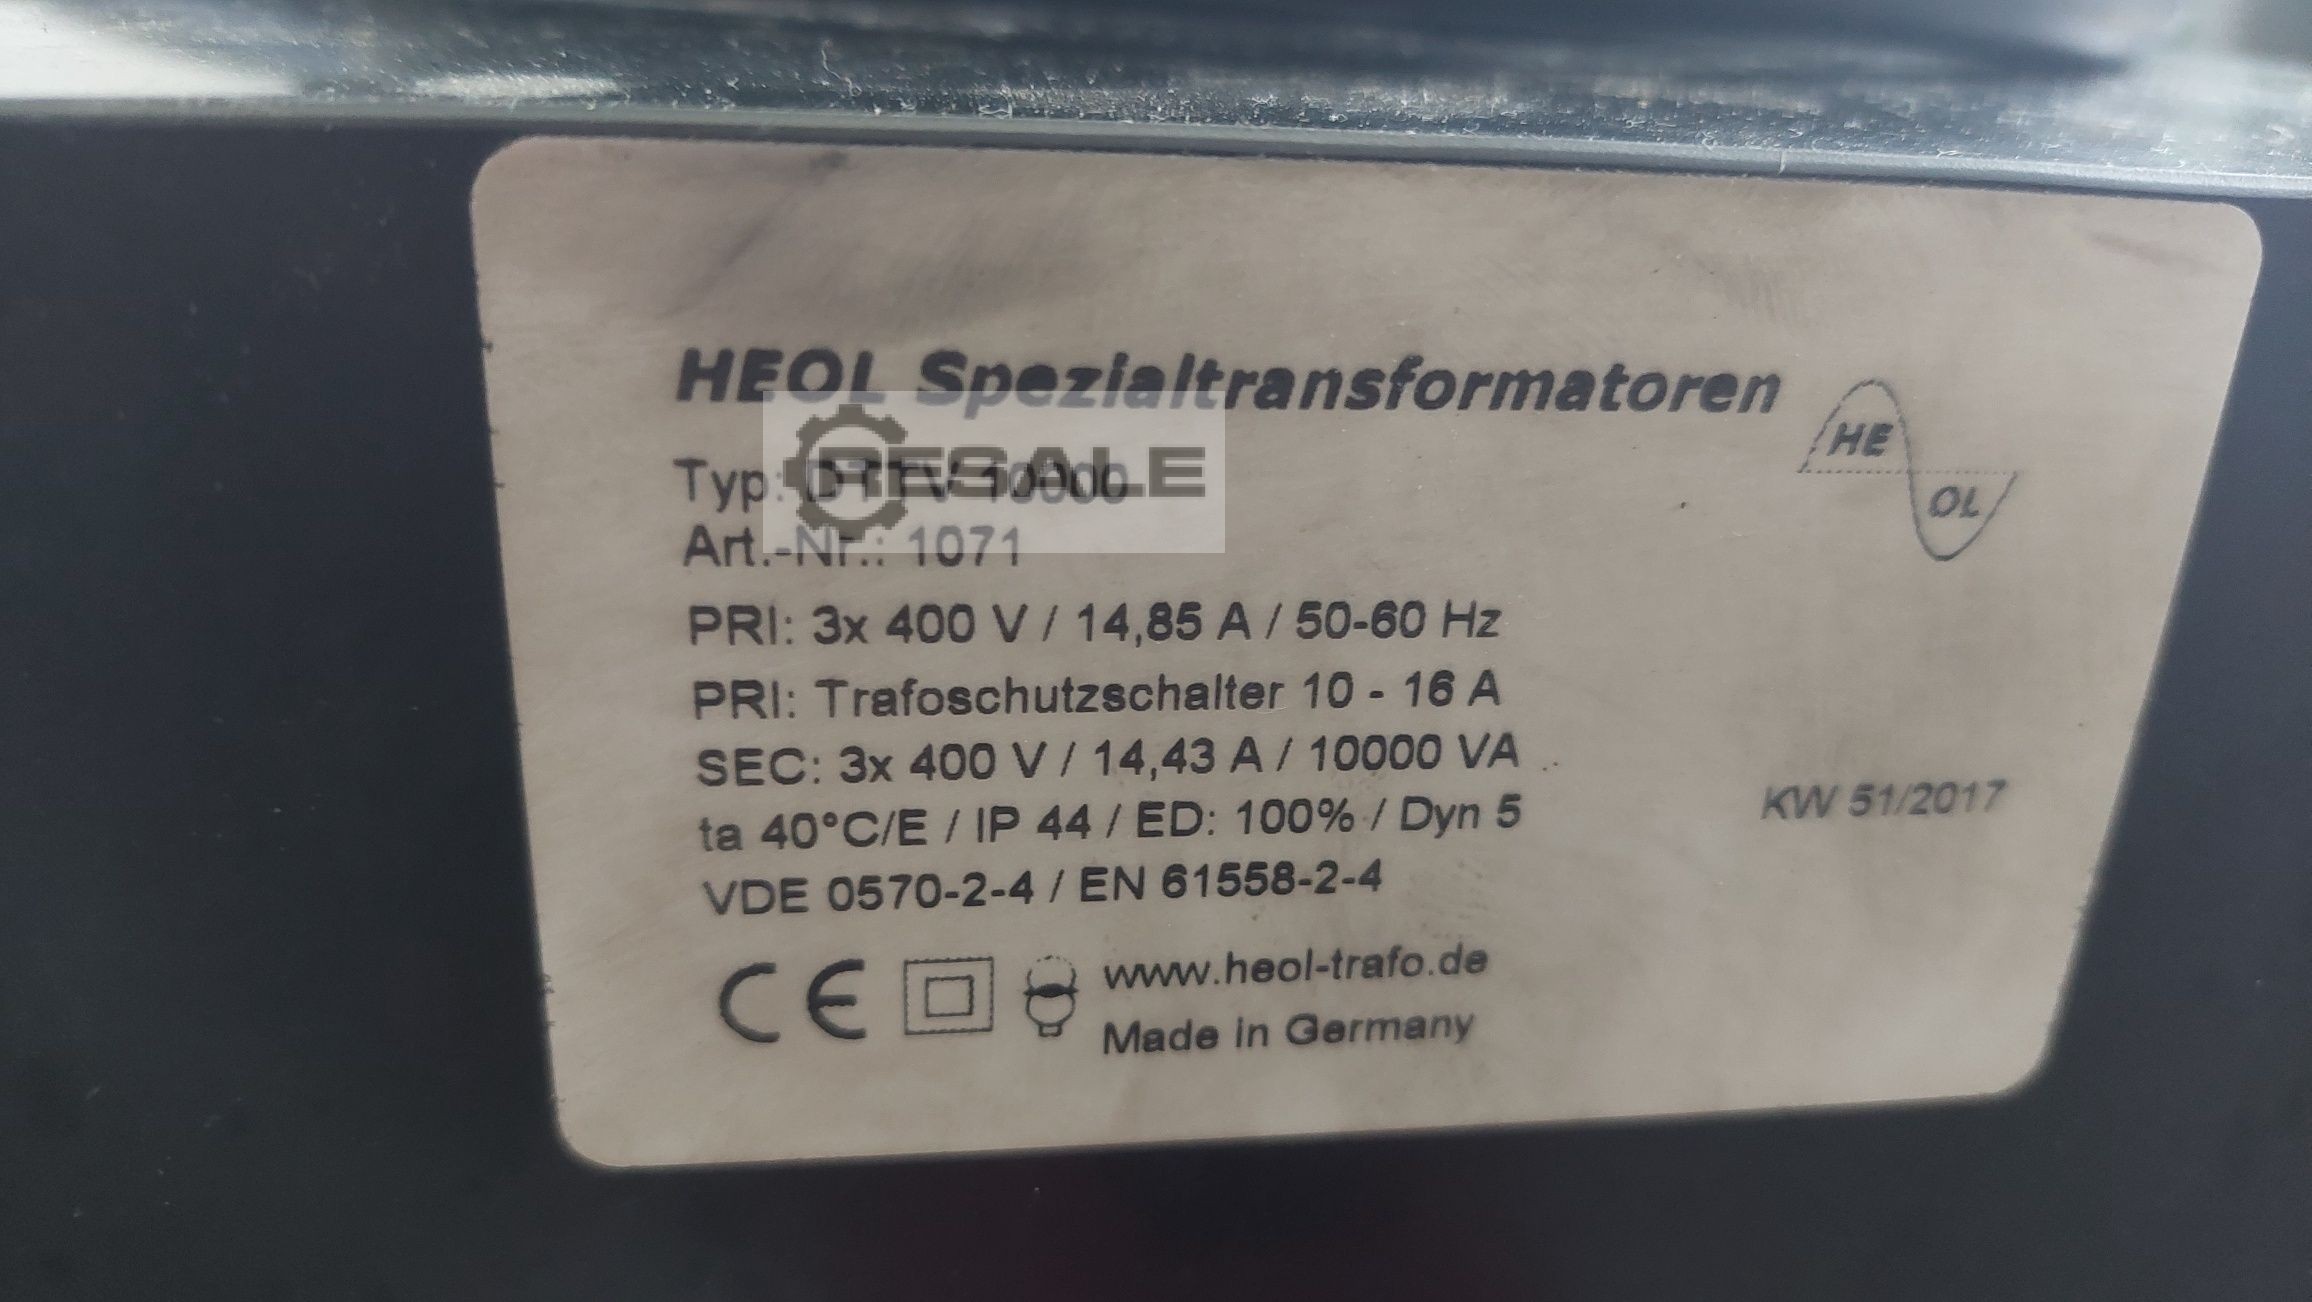 HEOL Spezialtransformatoren
HE
OL
RESALE
Typ: DTTV 10000
Art.-Nr.: 1071
PRI: 3x 400 V / 14,85 A / 50-60 Hz
PRI: Trafoschutzschalter 10 - 16 A
SEC: 3x 400 V / 14,43 A / 10000 VA
ta 40°C/E / IP 44 / ED: 100% / Dyn 5
KW 51/2017
VDE 0570-2-4 / EN 61558-2-4
CE
www.heol-trafo.de
Made in Germany